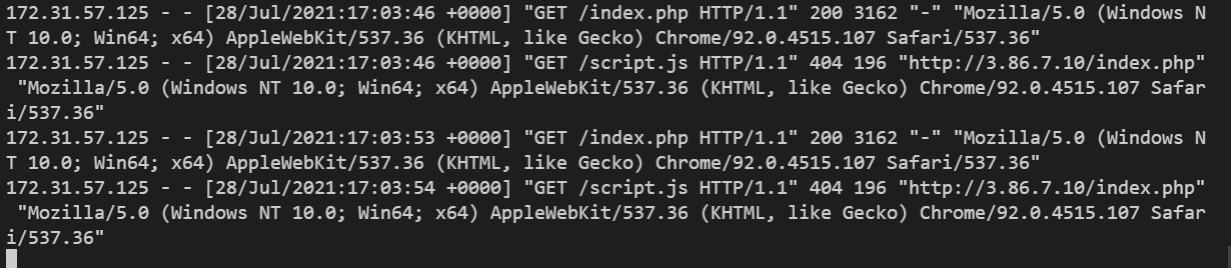 172.31.57.125 - - [28/Jul/2021:17:03:46 +0000] "GET /index.php HTTP/1.1" 200 3162 "-" "Mozilla/5.0 (Windows N
T 10.0; Win64; x64) AppleWebKit/537.36 (KHTML, like Gecko) Chrome/92.0.4515.107 Safari/537.36"
172.31.57.125 - - [28/Jul/2021:17:03:46 +0000] "GET /script.js HTTP/1.1" 404 196 "http://3.86.7.10/index.php"
 "Mozilla/5.0 (Windows NT 10.0; Win64; x64) AppleWebKit/537.36 (KHTML, like Gecko) Chrome/92.0.4515.107 Safar
i/537.36"
172.31.57.125 - - [28/Jul/2021:17:03:53 +0000] "GET /index.php HTTP/1.1" 200 3162 "-" "Mozilla/5.0 (Windows N
T 10.0; Win64; x64) AppleWebKit/537.36 (KHTML, like Gecko) Chrome/92.0.4515.107 Safari/537.36"
172.31.57.125 - - [28/Jul/2021:17:03:54 +0000] "GET /script.js HTTP/1.1" 404 196 "http://3.86.7.10/index.php"
 "Mozilla/5.0 (Windows NT 10.0; Win64; x64) AppleWebKit/537.36 (KHTML, like Gecko) Chrome/92.0.4515.107 Safar
i/537.36"